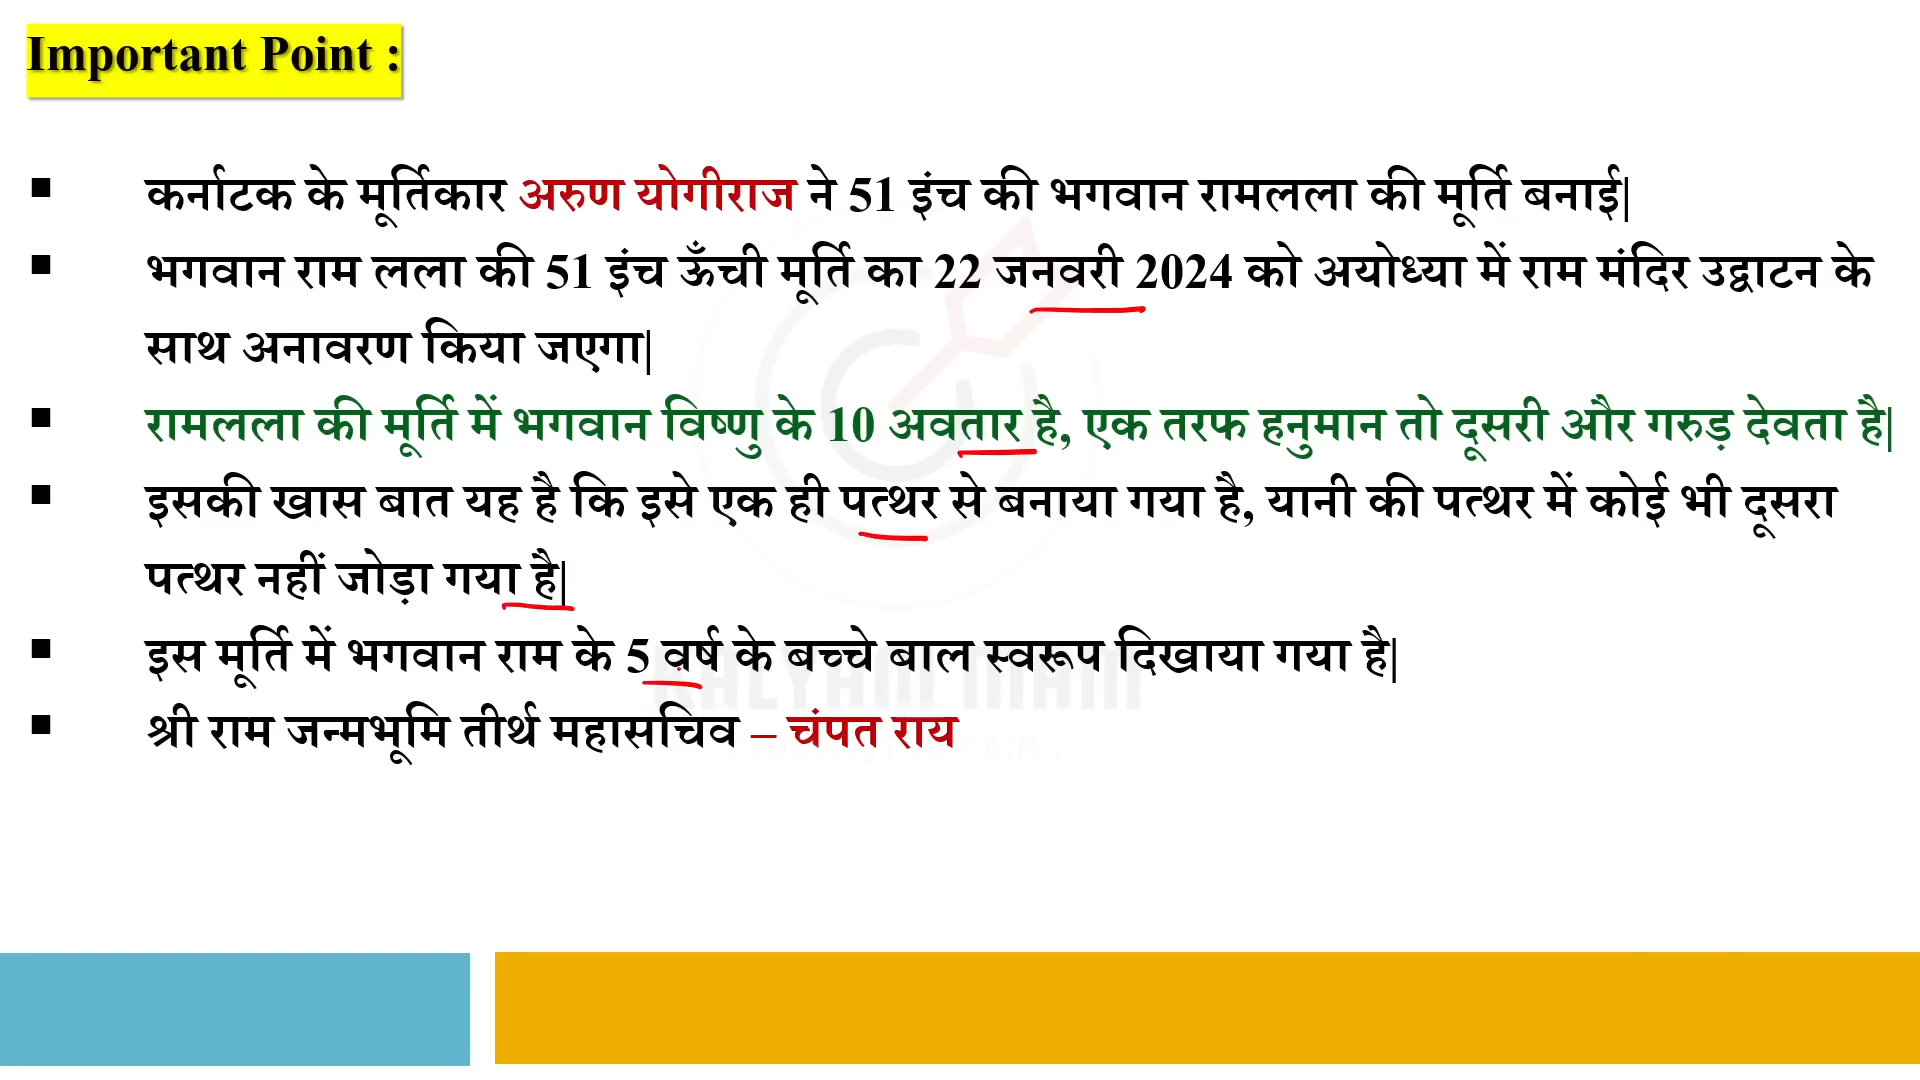 Important Point :
▪ कर्नाटक के मूर्तिकार अरुण योगीराज ने 51 इंच की भगवान रामलला की मूर्ति बनाई|
▪ भगवान राम लला की 51 इंच ऊँची मूर्ति का 22 जनवरी 2024 को अयोध्या में राम मंदिर उद्घाटन के
साथ अनावरण किया जाएगा|
▪ रामलला की मूर्ति में भगवान विष्णु के 10 अवतार है, एक तरफ हनुमान तो दूसरी और गरुड़ देवता है|
▪ इसकी खास बात यह है कि इसे एक ही पत्थर से बनाया गया है, यानी की पत्थर में कोई भी दूसरा
पत्थर नहीं जोड़ा गया है|
▪ इस मूर्ति में भगवान राम के 5 वर्ष के बच्चे बाल स्वरूप दिखाया गया है|
▪ श्री राम जन्मभूमि तीर्थ महासचिव – चंपत राय